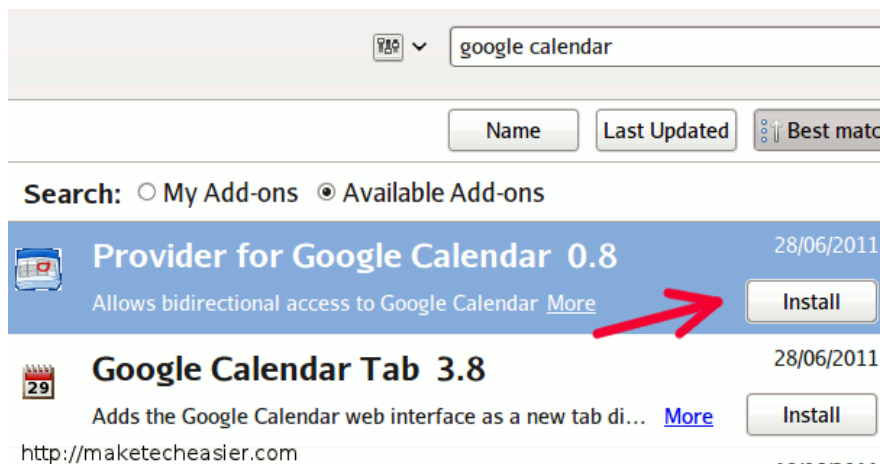 google calendar
Name Last Updated Best matc
Search: My Add-ons Available Add-ons
Provider for Google Calendar 0.8 28/06/2011
Allows bidirectional access to Google Calendar More Install
29 Google Calendar Tab 3.8 28/06/2011
Adds the Google Calendar web interface as a new tab di... More Install
http://maketecheasier.com